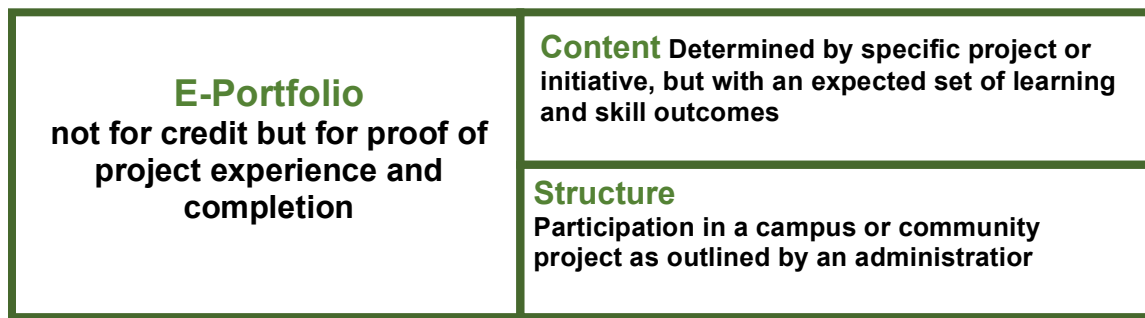 E-Portfolio
not for credit but for proof of
project experience and
completion
Content Determined by specific project or
initiative, but with an expected set of learning
and skill outcomes
Structure
Participation in a campus or community
project as outlined by an administratior